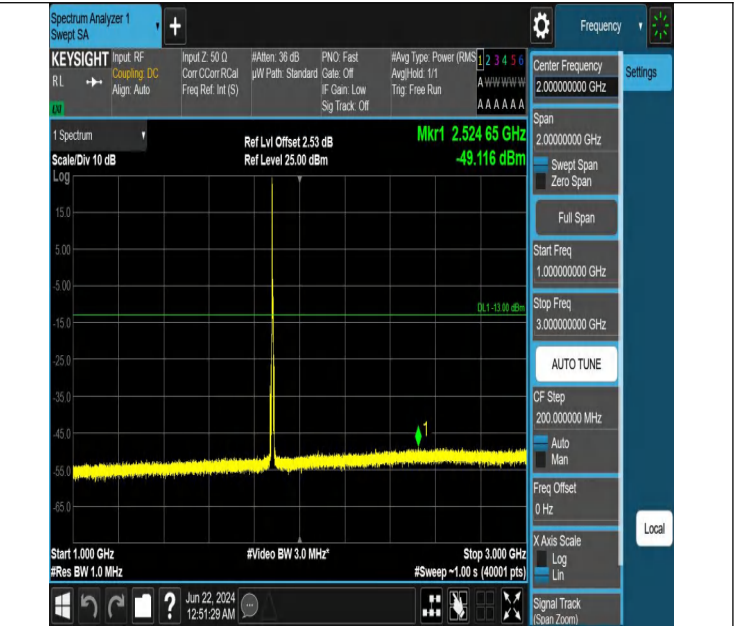 Spectrum Analyzer 1
Swept SA
+
Frequency
KEYSIGHT
RL
Input: RF
Coupling: DC
Align: Auto
Input Z: 50 Ω
Corr CCorr RCal
Freq Ref: Int (S)
#Atten: 36 dB
µW Path: Standard
PNO: Fast
Gate: Off
IF Gain: Low
Sig Track: Off
#Avg Type: Power (RMS
Avg|Hold: 1/1
Trig: Free Run
1 2 3 4 5 6
A W W W W W
A A A A A A
1 Spectrum
Scale/Div 10 dB
Log
Ref Lvl Offset 2.53 dB
Ref Level 25.00 dBm
Mkr1 2.524 65 GHz
-49.116 dBm
15.0
5.00
-5.00
-15.0
-25.0
-35.0
-45.0
-55.0
-65.0
DL1 -13.00 dBm
1
Start 1.000 GHz
#Res BW 1.0 MHz
#Video BW 3.0 MHz*
Stop 3.000 GHz
#Sweep ~1.00 s (40001 pts)
Center Frequency
2.000000000 GHz
Settings
Span
2.00000000 GHz
Swept Span
Zero Span
Full Span
Start Freq
1.000000000 GHz
Stop Freq
3.000000000 GHz
AUTO TUNE
CF Step
200.000000 MHz
Auto
Man
Freq Offset
0 Hz
X Axis Scale
Log
Lin
Local
Signal Track
(Span Zoom)
?
Jun 22, 2024
12:51:29 AM